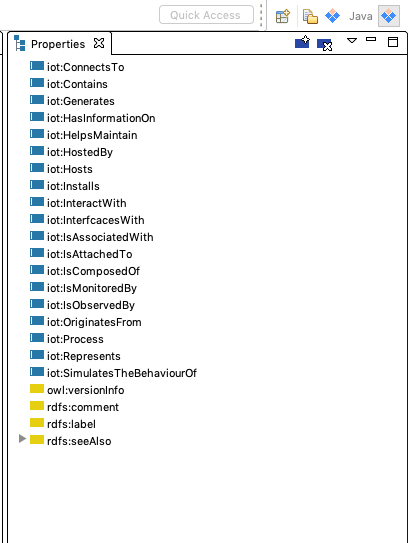 Quick Access
Java
Properties
iot:ConnectsTo
iot:Contains
iot:Generates
iot:HasInformationOn
iot:HelpsMaintain
iot:HostedBy
iot:Hosts
iot:Installs
iot:InteractWith
iot:InterfcacesWith
iot:IsAssociatedWith
iot:IsAttachedTo
iot:IsComposedOf
iot:IsMonitoredBy
iot:IsObservedBy
iot:OriginatesFrom
iot:Process
iot:Represents
iot:SimulatesTheBehaviourOf
owl:versionInfo
rdfs:comment
rdfs:label
rdfs:seeAlso